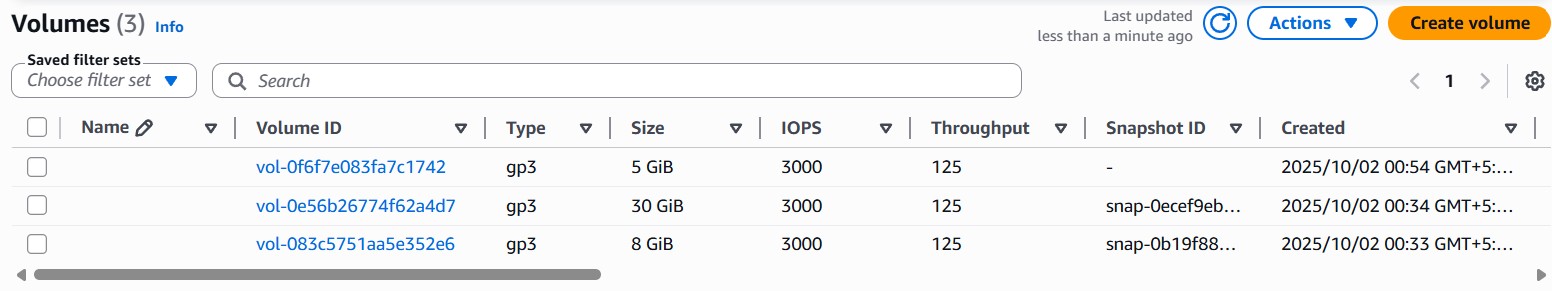 Volumes (3) Info
Last updated
less than a minute ago
Actions
Create volume
Saved filter sets
Choose filter set
Search
1
Name Volume ID Type Size IOPS Throughput Snapshot ID Created
vol-0f6f7e083fa7c1742 gp3 5 GiB 3000 125 - 2025/10/02 00:54 GMT+5:...
vol-0e56b26774f62a4d7 gp3 30 GiB 3000 125 snap-0ecef9eb... 2025/10/02 00:34 GMT+5:...
vol-083c5751aa5e352e6 gp3 8 GiB 3000 125 snap-0b19f88... 2025/10/02 00:33 GMT+5:...